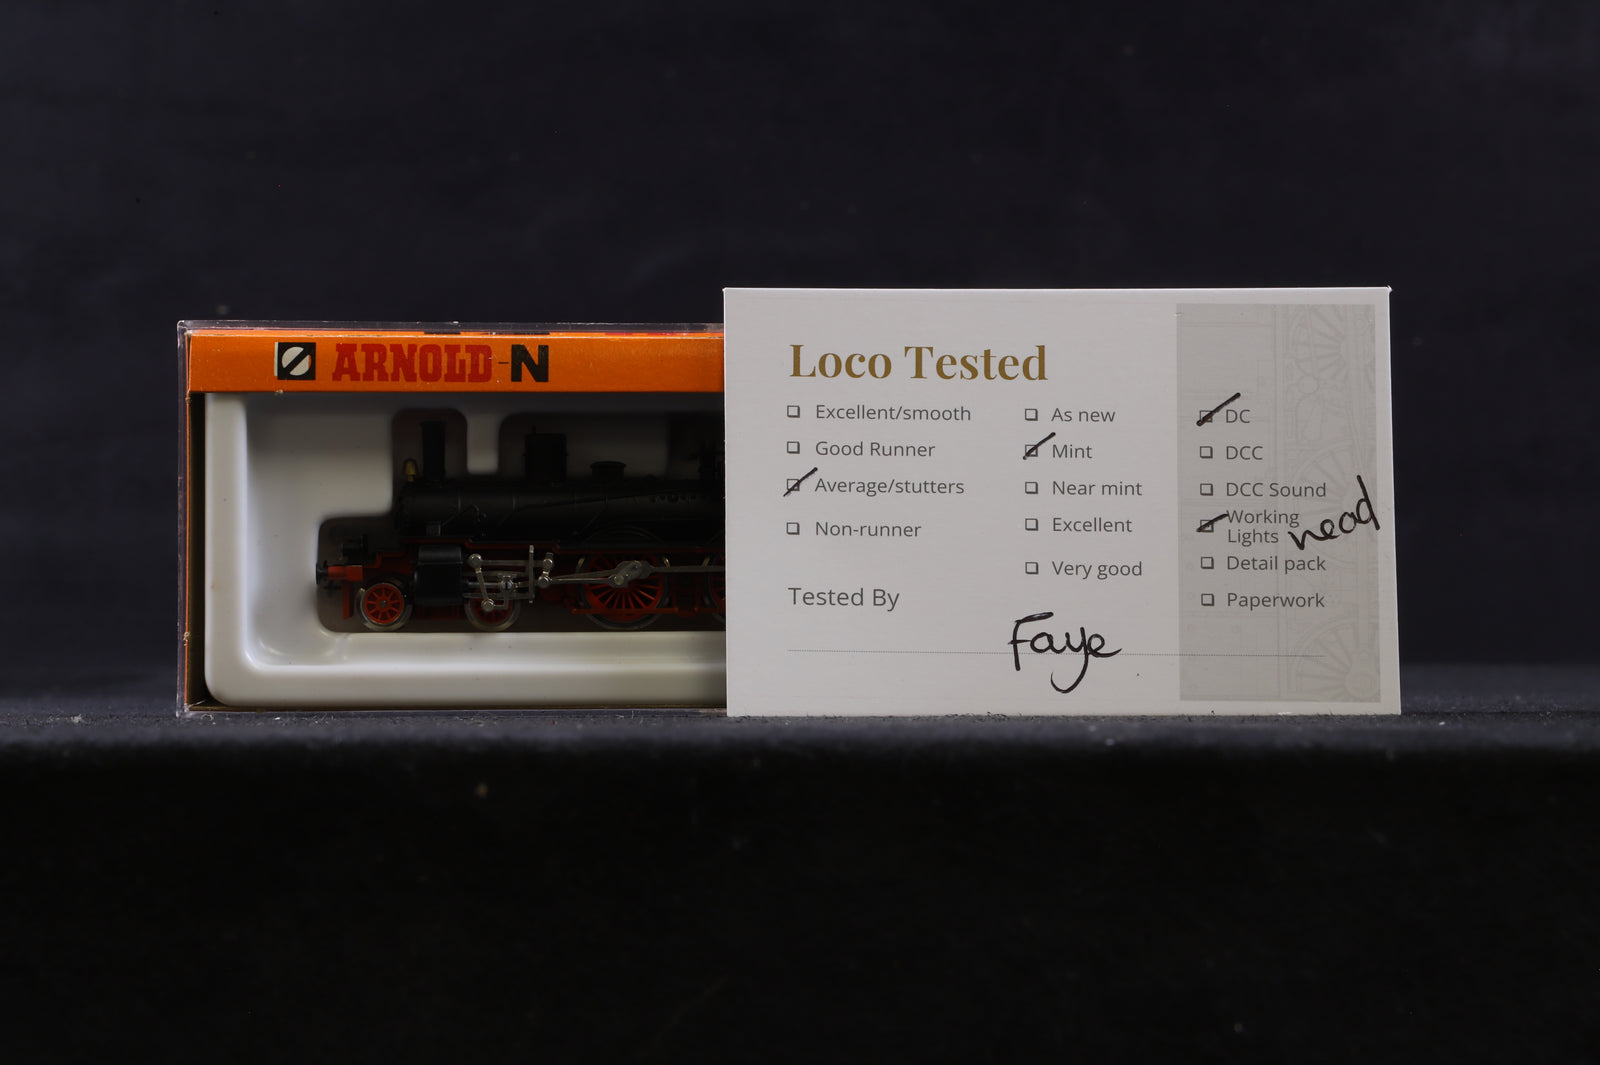 ARNOLD-N
Loco Tested
Excellent/smooth
Good Runner
Average/stutters
Non-runner
As new
Mint
Near mint
Excellent
Very good
DC
DCC
DCC Sound
Working
Lights head
Detail pack
Paperwork
Tested By
Faye